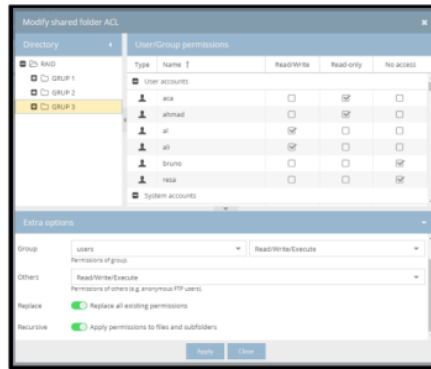 Modify shared folder ACL
Directory
User/Group permissions
Type Name Read/Write Read-only No access
RAID
GRUP 1
GRUP 2
GRUP 3
User accounts
aca
ahmad
al
ali
bruno
resa
System accounts
Extra options
Group users Read/Write/Execute
Permissions of group.
Others Read/Write/Execute
Permissions of others (e.g. anonymous FTP users).
Replace Replace all existing permissions
Recursive Apply permissions to files and subfolders
Apply Close